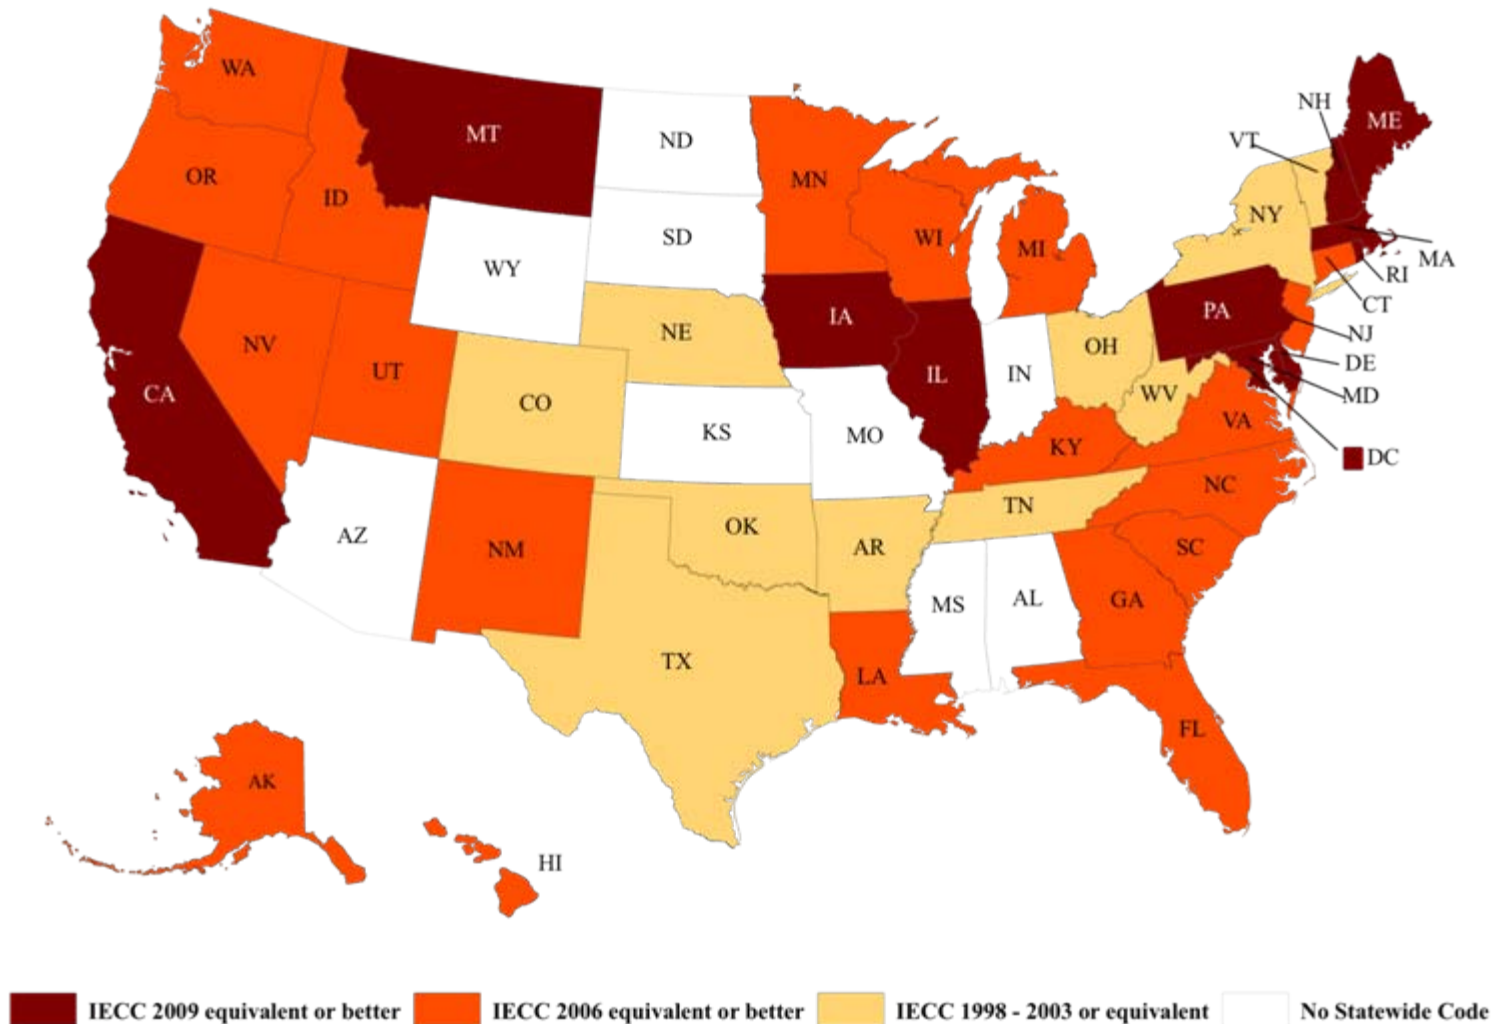 WA
MT
ND
OR
ID
MN
WI
MI
SD
WY
NH
ME
VT
NY
MA
RI
CT
NJ
DE
MD
DC
PA
IA
NE
OH
NV
UT
IL
IN
CA
CO
WV
VA
KS
MO
KY
NC
AZ
NM
OK
AR
TN
SC
MS
AL
GA
TX
LA
FL
AK
HI
IECC 2009 equivalent or better
IECC 2006 equivalent or better
IECC 1998 - 2003 or equivalent
No Statewide Code